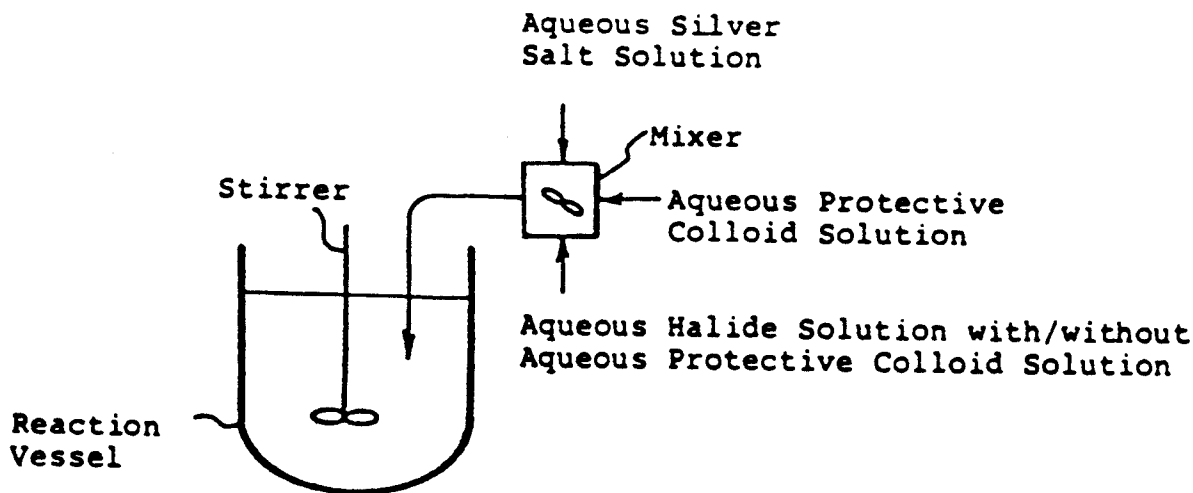 Aqueous Silver
Salt Solution
Mixer
Stirrer
Aqueous Protective
Colloid Solution
Aqueous Halide Solution with/without
Aqueous Protective Colloid Solution
Reaction
Vessel